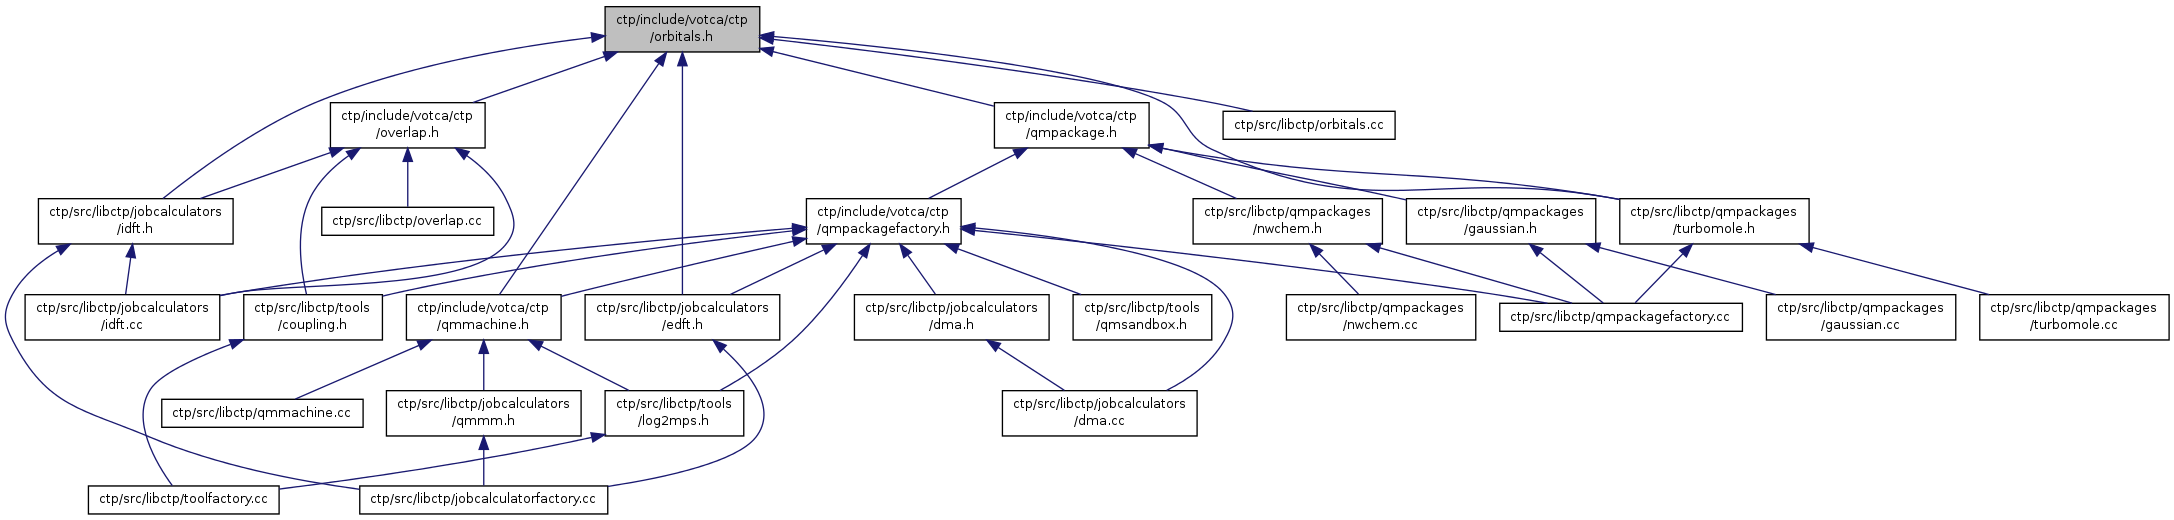 ctp/include/votca/ctp
/orbitals.h
ctp/include/votca/ctp
/overlap.h
ctp/include/votca/ctp
/qmpackage.h
ctp/src/libctp/orbitals.cc
ctp/src/libctp/jobcalculators
/idft.h
ctp/src/libctp/overlap.cc
ctp/include/votca/ctp
/qmpackagefactory.h
ctp/src/libctp/qmpackages
/nwchem.h
ctp/src/libctp/qmpackages
/gaussian.h
ctp/src/libctp/qmpackages
/turbomole.h
ctp/src/libctp/jobcalculators
/idft.cc
ctp/src/libctp/tools
/coupling.h
ctp/include/votca/ctp
/qmmachine.h
ctp/src/libctp/jobcalculators
/edft.h
ctp/src/libctp/jobcalculators
/dma.h
ctp/src/libctp/tools
/qmsandbox.h
ctp/src/libctp/qmpackages
/nwchem.cc
ctp/src/libctp/qmpackagefactory.cc
ctp/src/libctp/qmpackages
/gaussian.cc
ctp/src/libctp/qmpackages
/turbomole.cc
ctp/src/libctp/qmmachine.cc
ctp/src/libctp/jobcalculators
/qmmm.h
ctp/src/libctp/tools
/log2mps.h
ctp/src/libctp/jobcalculators
/dma.cc
ctp/src/libctp/toolfactory.cc
ctp/src/libctp/jobcalculatorfactory.cc